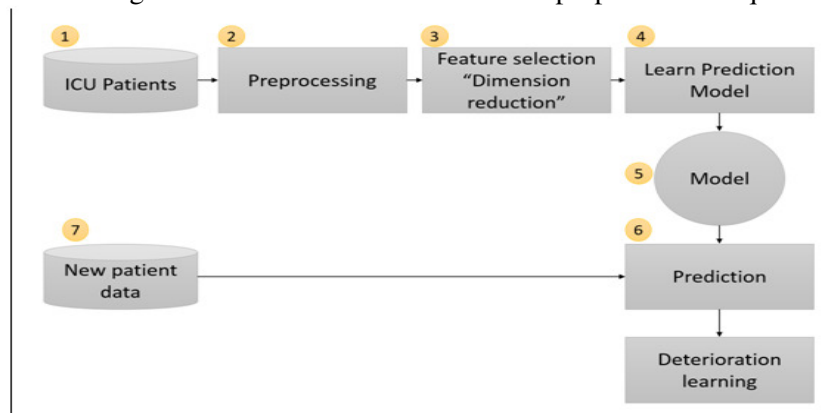 1
2
3
4
ICU Patients
Preprocessing
Feature selection
“Dimension
reduction”
Learn Prediction
Model
5
Model
7
6
New patient
data
Prediction
Deterioration
learning